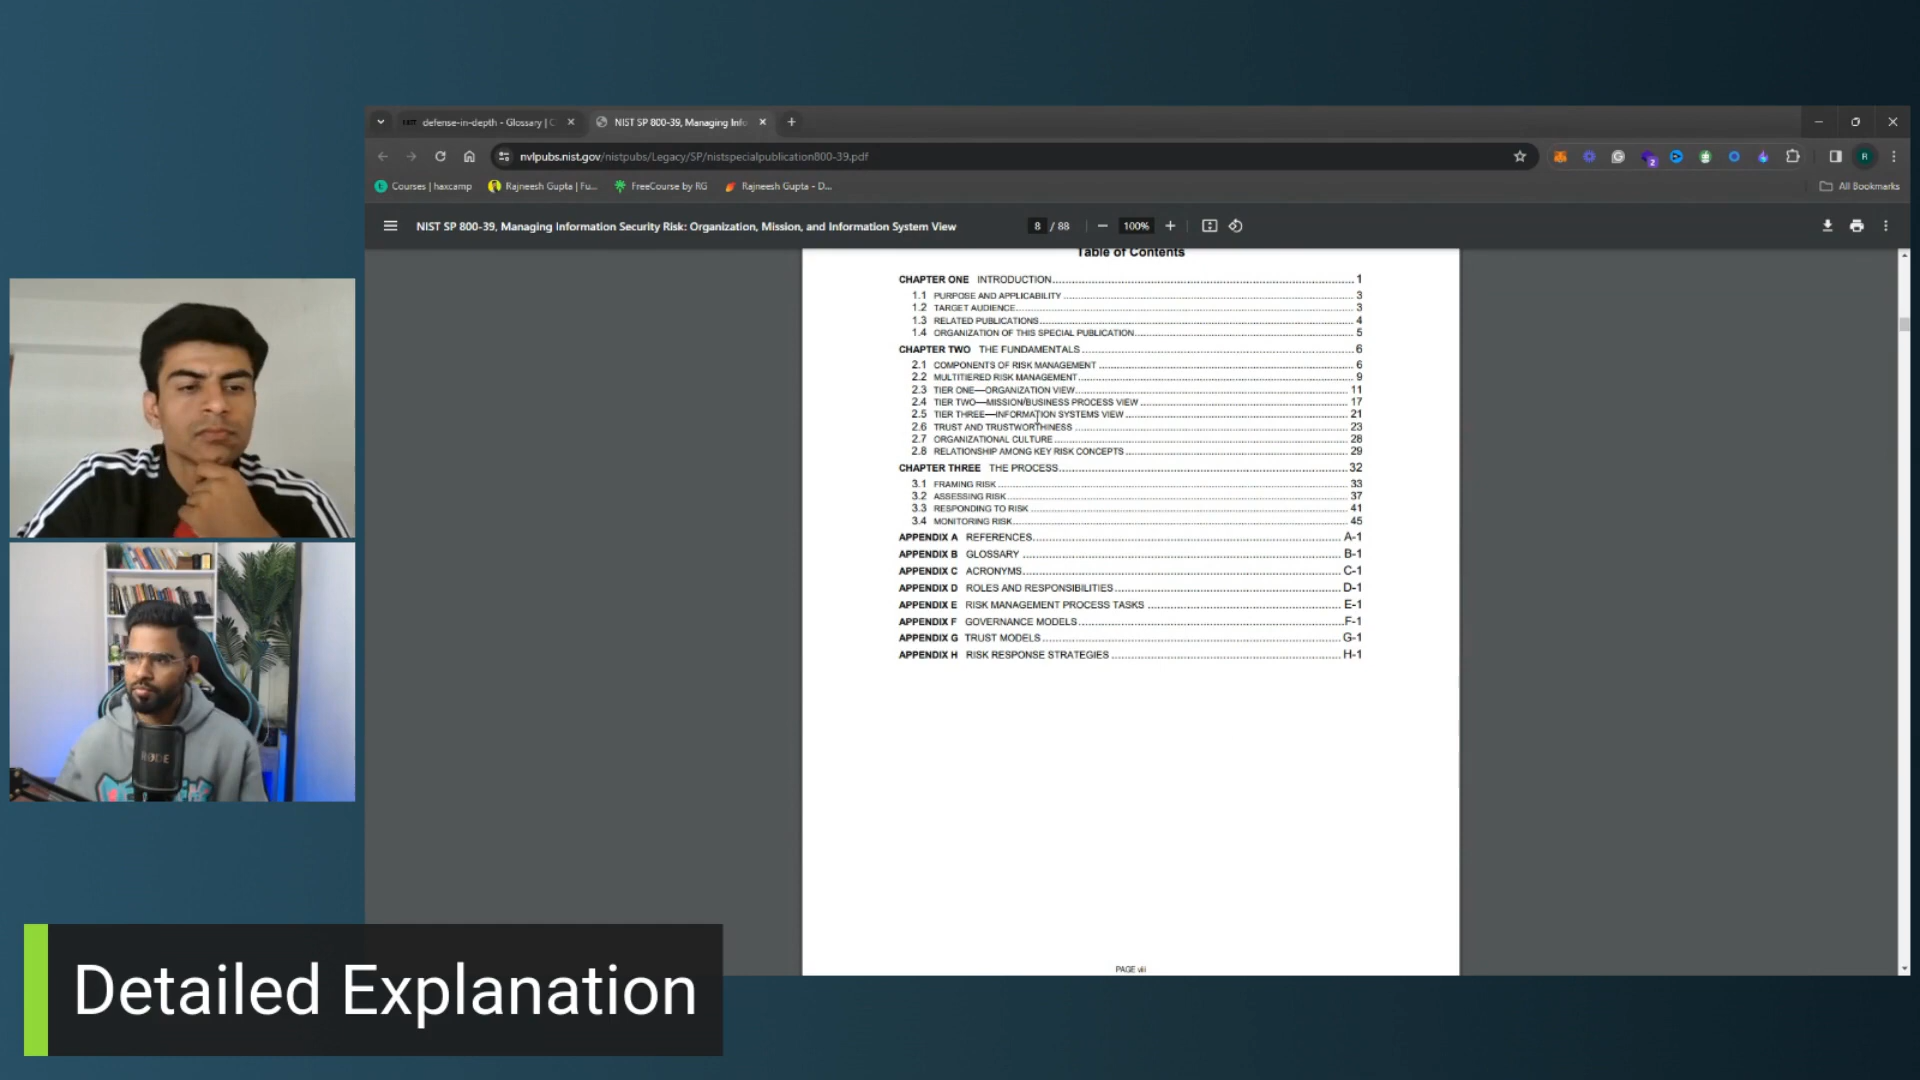 defense-in-depth - Glossary | C
NIST SP 800-39, Managing Info
nvlpubs.nist.gov/nistpubs/Legacy/SP/nistspecialpublication800-39.pdf
2
R
Courses | haxcamp
Rajneesh Gupta | Fu...
FreeCourse by RG
Rajneesh Gupta - D...
All Bookmarks
NIST SP 800-39, Managing Information Security Risk: Organization, Mission, and Information System View
8 / 88
100%
Table of Contents
CHAPTER ONE INTRODUCTION 1
1.1 PURPOSE AND APPLICABILITY 3
1.2 TARGET AUDIENCE 3
1.3 RELATED PUBLICATIONS 4
1.4 ORGANIZATION OF THIS SPECIAL PUBLICATION 5
CHAPTER TWO THE FUNDAMENTALS 6
2.1 COMPONENTS OF RISK MANAGEMENT 6
2.2 MULTITIERED RISK MANAGEMENT 9
2.3 TIER ONE—ORGANIZATION VIEW 11
2.4 TIER TWO—MISSION/BUSINESS PROCESS VIEW 17
2.5 TIER THREE—INFORMATION SYSTEMS VIEW 21
2.6 TRUST AND TRUSTWORTHINESS 23
2.7 ORGANIZATIONAL CULTURE 28
2.8 RELATIONSHIP AMONG KEY RISK CONCEPTS 29
CHAPTER THREE THE PROCESS 32
3.1 FRAMING RISK 33
3.2 ASSESSING RISK 37
3.3 RESPONDING TO RISK 41
3.4 MONITORING RISK 45
APPENDIX A REFERENCES A-1
APPENDIX B GLOSSARY B-1
APPENDIX C ACRONYMS C-1
APPENDIX D ROLES AND RESPONSIBILITIES D-1
APPENDIX E RISK MANAGEMENT PROCESS TASKS E-1
APPENDIX F GOVERNANCE MODELS F-1
APPENDIX G TRUST MODELS G-1
APPENDIX H RISK RESPONSE STRATEGIES H-1
PAGE viii
RØDE
Detailed Explanation